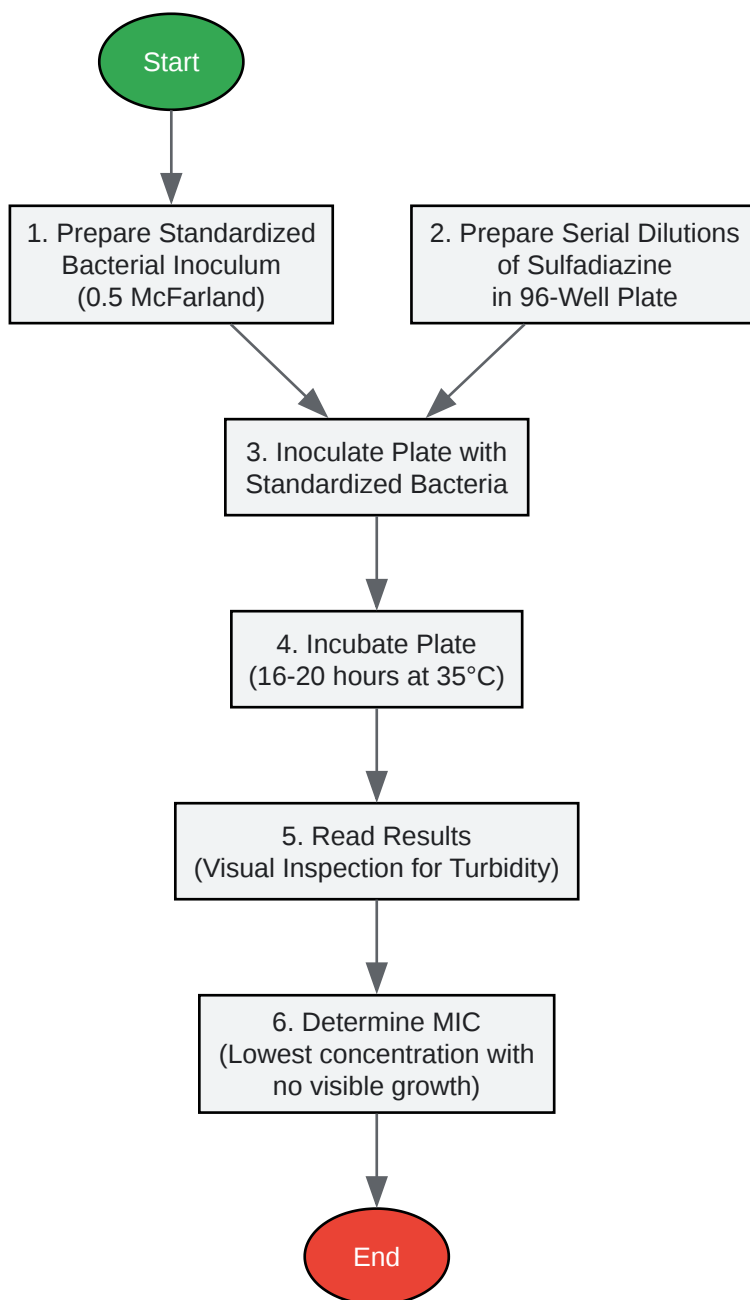 Start
1. Prepare Standardized
Bacterial Inoculum
(0.5 McFarland)
2. Prepare Serial Dilutions
of Sulfadiazine
in 96-Well Plate
3. Inoculate Plate with
Standardized Bacteria
4. Incubate Plate
(16-20 hours at 35°C)
5. Read Results
(Visual Inspection for Turbidity)
6. Determine MIC
(Lowest concentration with
no visible growth)
End